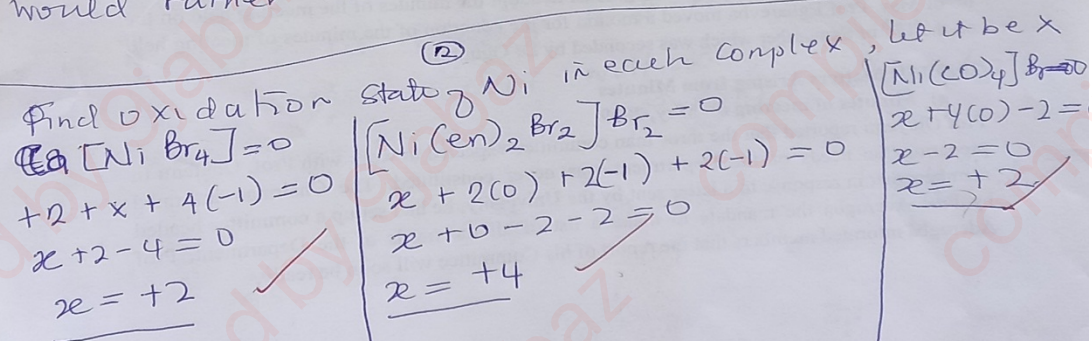 would rather
2
Find oxidation state of Ni in each complex, let it be x
Ca [Ni Br4] = 0
+2 + x + 4(-1) = 0
x + 2 - 4 = 0
x = +2
[Ni(en)2 Br2] Br2 = 0
x + 2(0) + 2(-1) + 2(-1) = 0
x + 0 - 2 - 2 = 0
x = +4
[Ni(CO)4]
x + 4(0) - 2 =
x - 2 = 0
x = +2